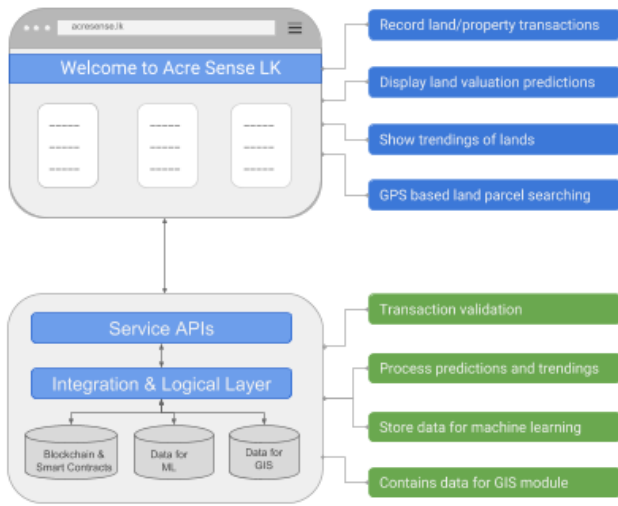 acresense.lk
Welcome to Acre Sense LK
Record land/property transactions
Display land valuation predictions
Show trendings of lands
GPS based land parcel searching
Service APIs
Integration & Logical Layer
Blockchain &
Smart Contracts
Data for
ML
Data for
GIS
Transaction validation
Process predictions and trendings
Store data for machine learning
Contains data for GIS module